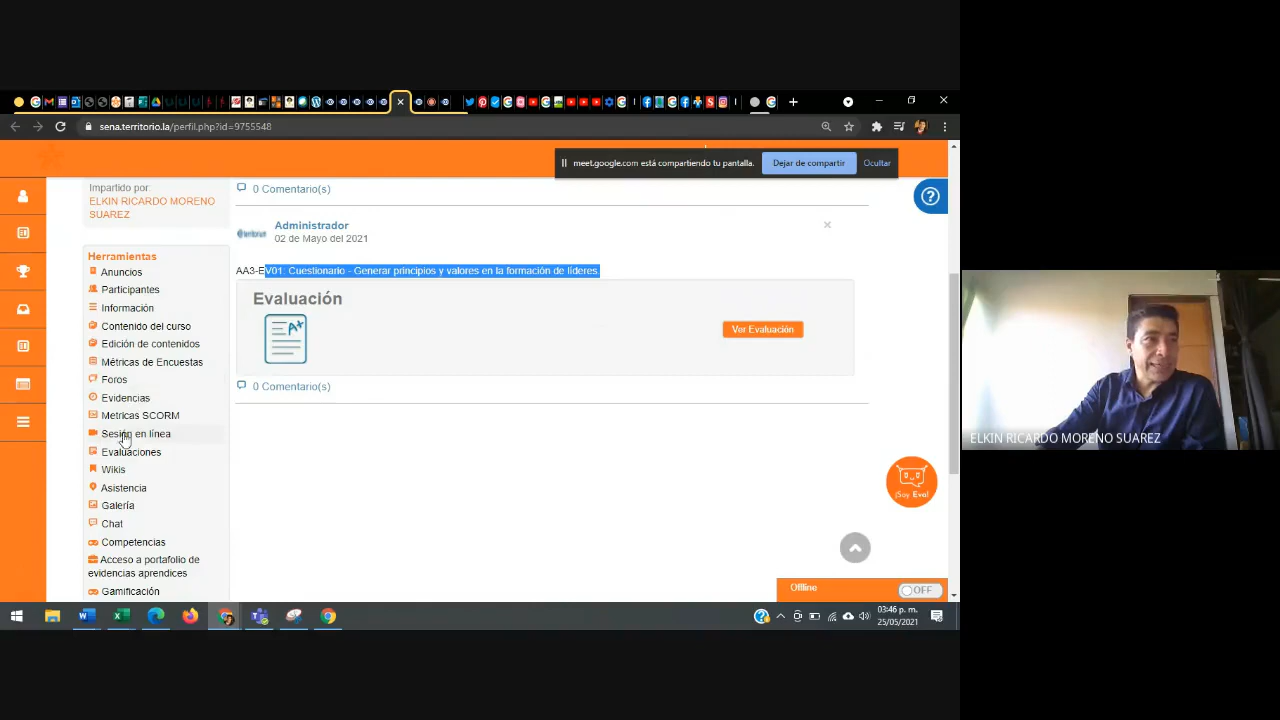 sena.territorio.la/perfil.php?id=9755548
meet.google.com está compartiendo tu pantalla.
Dejar de compartir
Ocultar
Impartido por:
ELKIN RICARDO MORENO
SUAREZ
0 Comentario(s)
Administrador
02 de Mayo del 2021
AA3-EV01: Cuestionario - Generar principios y valores en la formación de líderes.
Evaluación
A+
Ver Evaluación
0 Comentario(s)
Herramientas
Anuncios
Participantes
Información
Contenido del curso
Edición de contenidos
Métricas de Encuestas
Foros
Evidencias
Metricas SCORM
Sesión en línea
Evaluaciones
Wikis
Asistencia
Galería
Chat
Competencias
Acceso a portafolio de
evidencias aprendices
Gamificación
¡Soy Eva!
Offline
OFF
03:46 p. m.
25/05/2021
ELKIN RICARDO MORENO SUAREZ